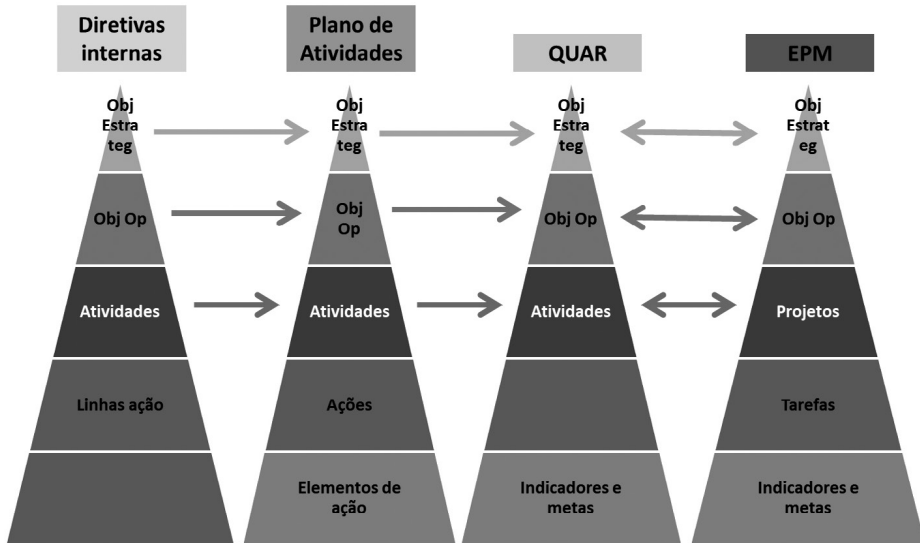 Diretivas
internas
Plano de
Atividades
QUAR
EPM
Obj
Estra
teg
Obj
Estra
teg
Obj
Estra
teg
Obj
Estrat
eg
Obj Op
Obj
Op
Obj Op
Obj Op
Atividades
Atividades
Atividades
Projetos
Linhas ação
Ações
Tarefas
Elementos de
ação
Indicadores e
metas
Indicadores e
metas